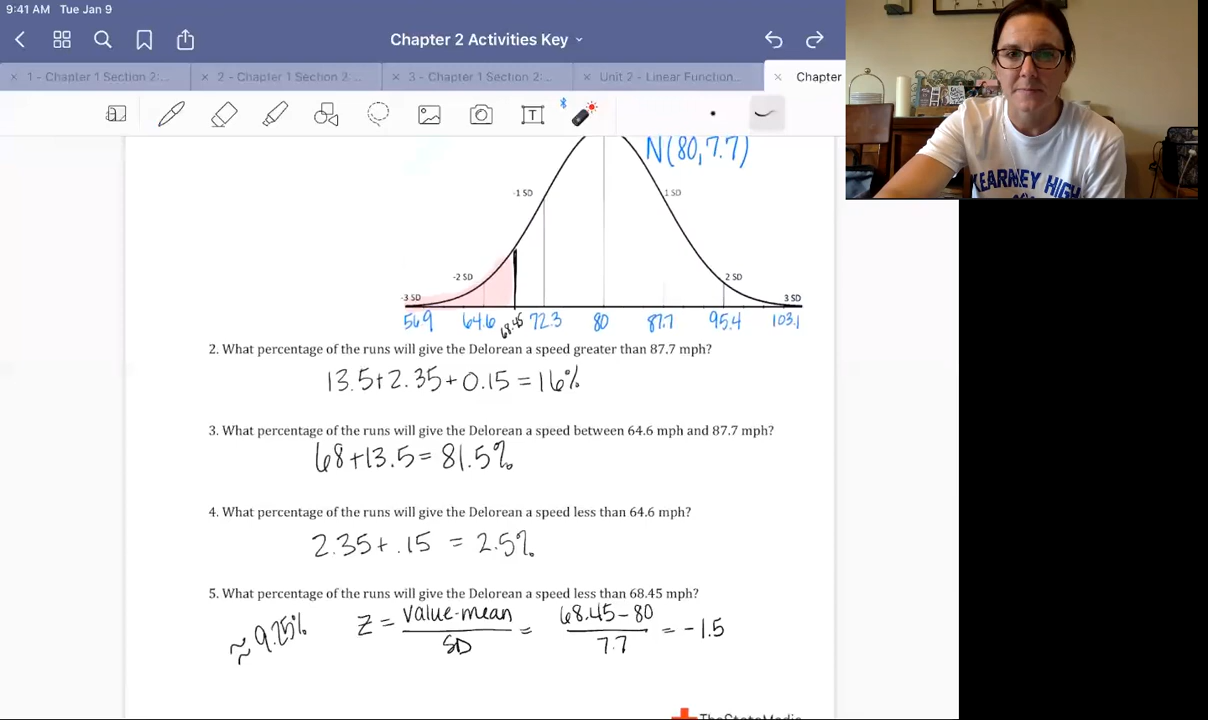 9:41 AM Tue Jan 9
Chapter 2 Activities Key
1 - Chapter 1 Section 2:...
2 - Chapter 1 Section 2 ...
3 - Chapter 1 Section 2:...
Unit 2 - Linear Function...
Chapter
T
KEARNEY HIGH
N(80,7.7)
-1 SD
1 SD
-2 SD
2 SD
-3 SD
3 SD
56.9 64.6 68.45 72.3 80 87.7 95.4 103.1
2. What percentage of the runs will give the Delorean a speed greater than 87.7 mph?
13.5+2.35+0.15=16%
3. What percentage of the runs will give the Delorean a speed between 64.6 mph and 87.7 mph?
68+13.5=81.5%
4. What percentage of the runs will give the Delorean a speed less than 64.6 mph?
2.35+.15 = 2.5%
5. What percentage of the runs will give the Delorean a speed less than 68.45 mph?
≈9.25% Z = value-mean / SD = 68.45-80 / 7.7 = -1.5